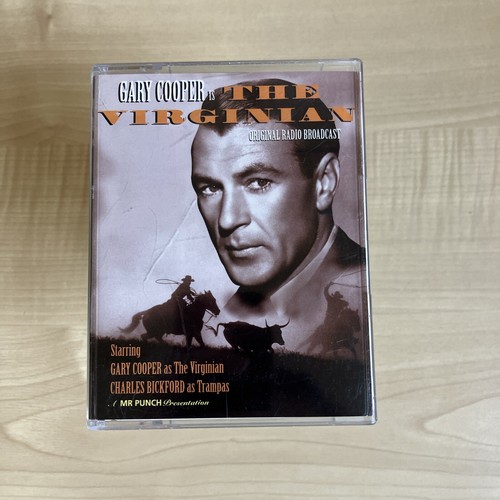 GARY COOPER AS THE
VIRGINIAN
ORIGINAL RADIO BROADCAST
Starring
GARY COOPER as The Virginian
CHARLES BICKFORD as Trampas
A MR PUNCH Presentation